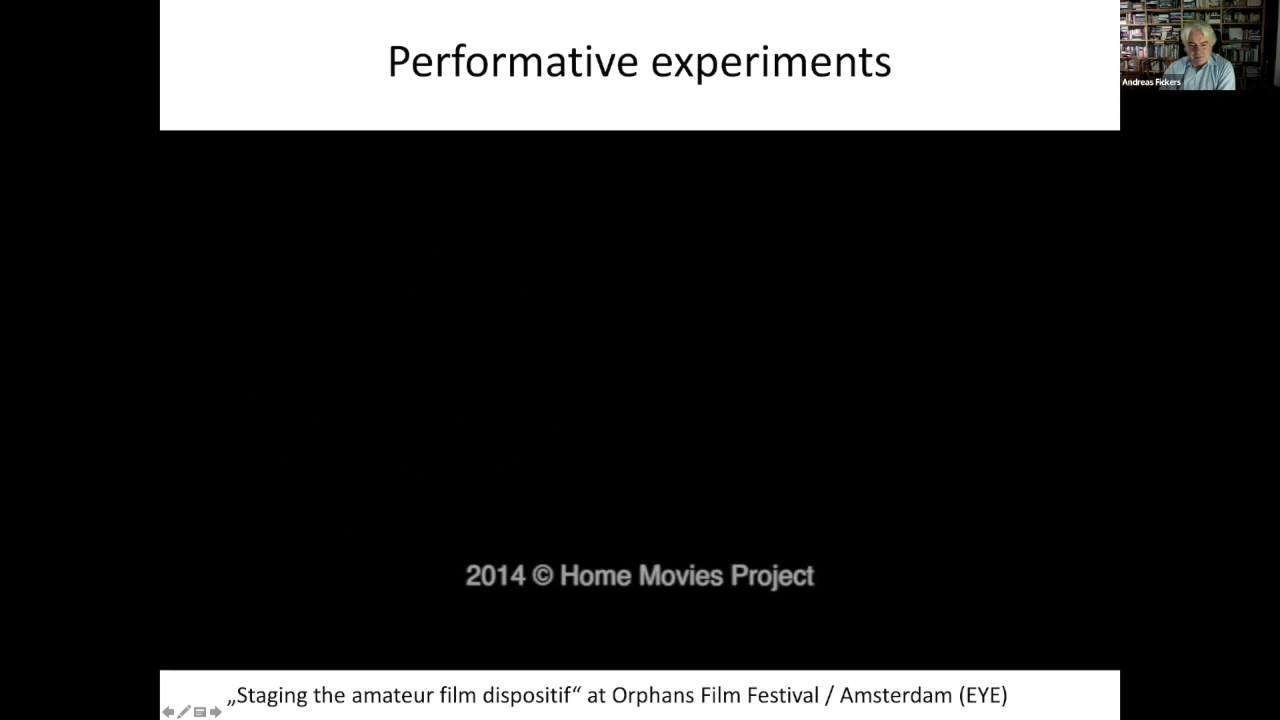 Performative experiments
Andreas Fickers
2014 © Home Movies Project
„Staging the amateur film dispositif“ at Orphans Film Festival / Amsterdam (EYE)